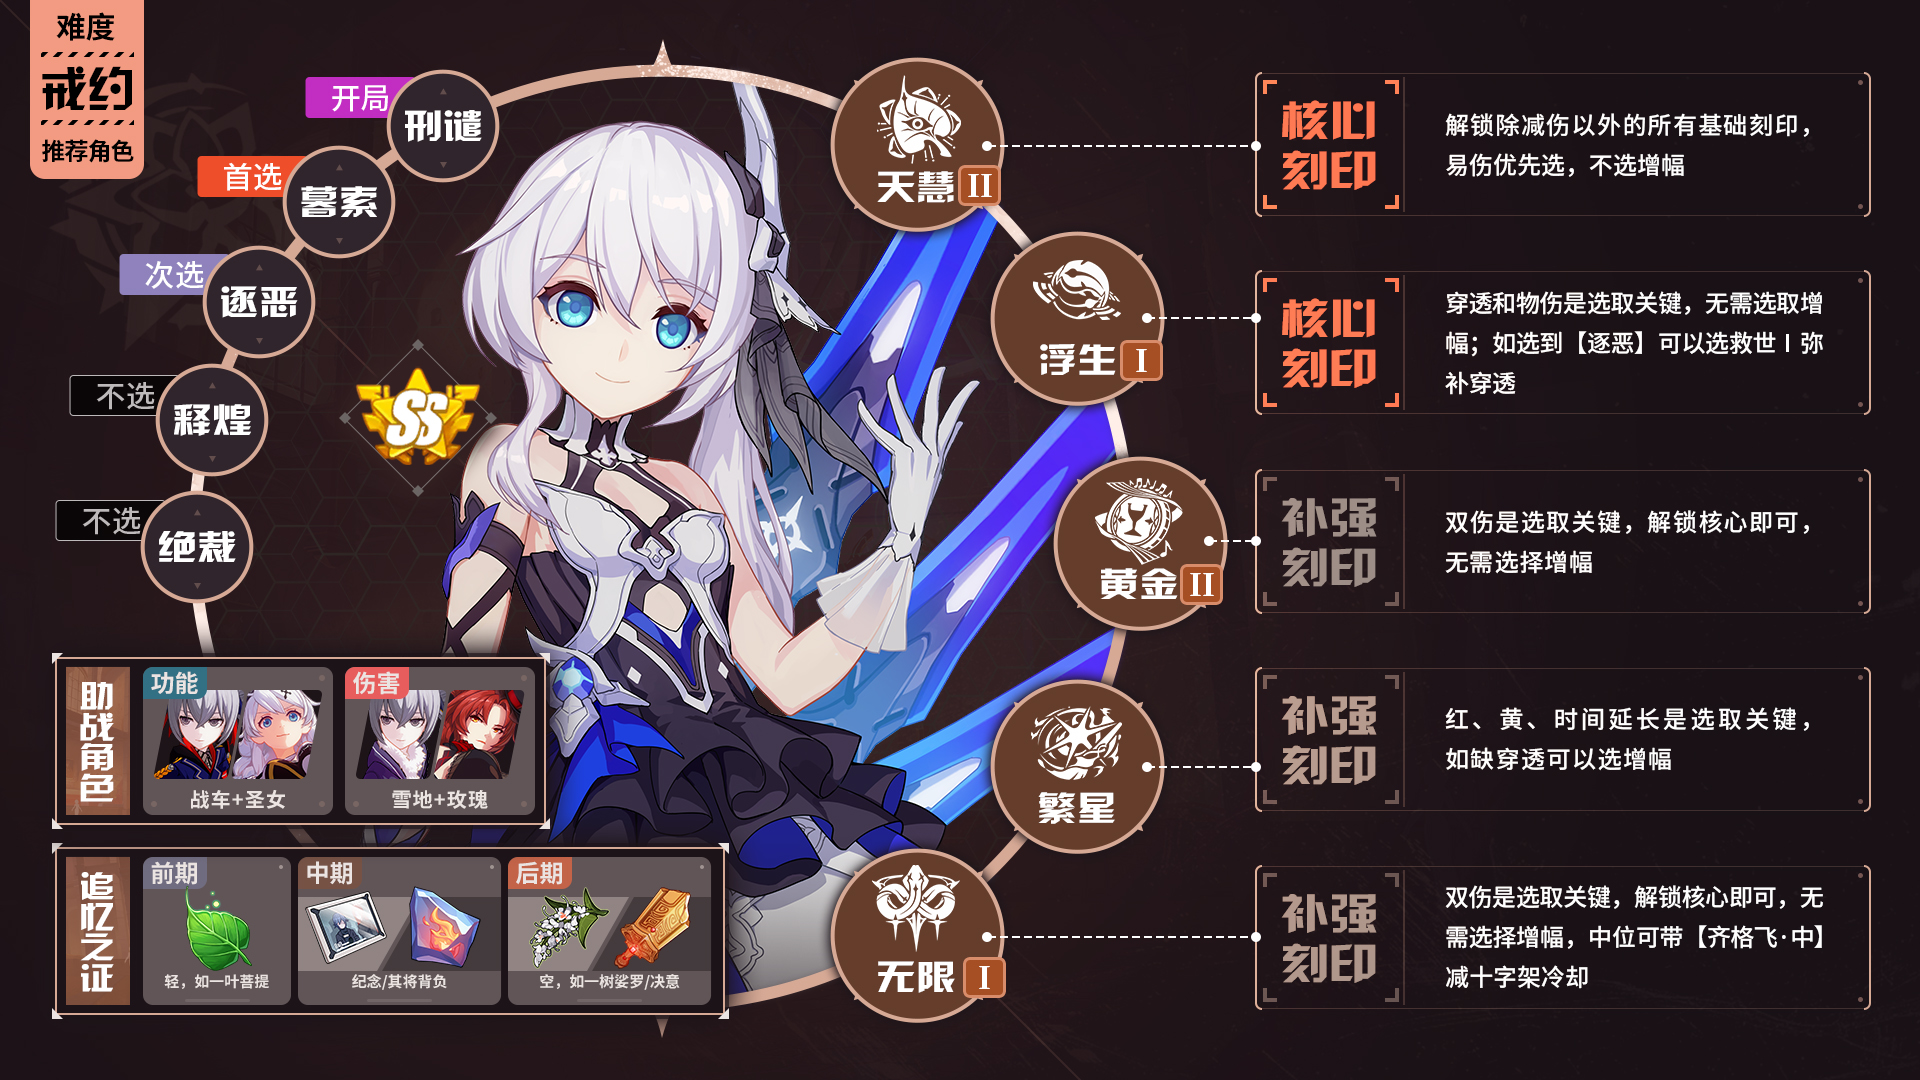 难度
戒约
推荐角色
开局
刑谴
首选
暮索
次选
逐恶
不选
释煌
不选
绝裁
SS
天慧 II
核心
刻印
解锁除减伤以外的所有基础刻印，
易伤优先选，不选增幅
浮生 I
核心
刻印
穿透和物伤是选取关键，无需选取增
幅；如选到【逐恶】可以选救世Ⅰ弥
补穿透
黄金 II
补强
刻印
双伤是选取关键，解锁核心即可，
无需选择增幅
繁星
补强
刻印
红、黄、时间延长是选取关键，
如缺穿透可以选增幅
无限 I
补强
刻印
双伤是选取关键，解锁核心即可，无
需选择增幅，中位可带【齐格飞·中】
减十字架冷却
助战角色
功能
战车+圣女
伤害
雪地+玫瑰
追忆之证
前期
轻，如一叶菩提
中期
纪念/其将背负
后期
空，如一树娑罗/决意